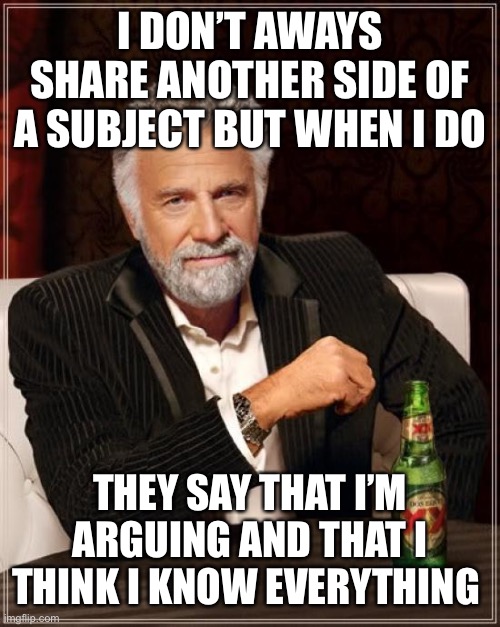 I DON’T AWAYS
SHARE ANOTHER SIDE OF
A SUBJECT BUT WHEN I DO
XX
THEY SAY THAT I’M
ARGUING AND THAT I
THINK I KNOW EVERYTHING
imgflip.com